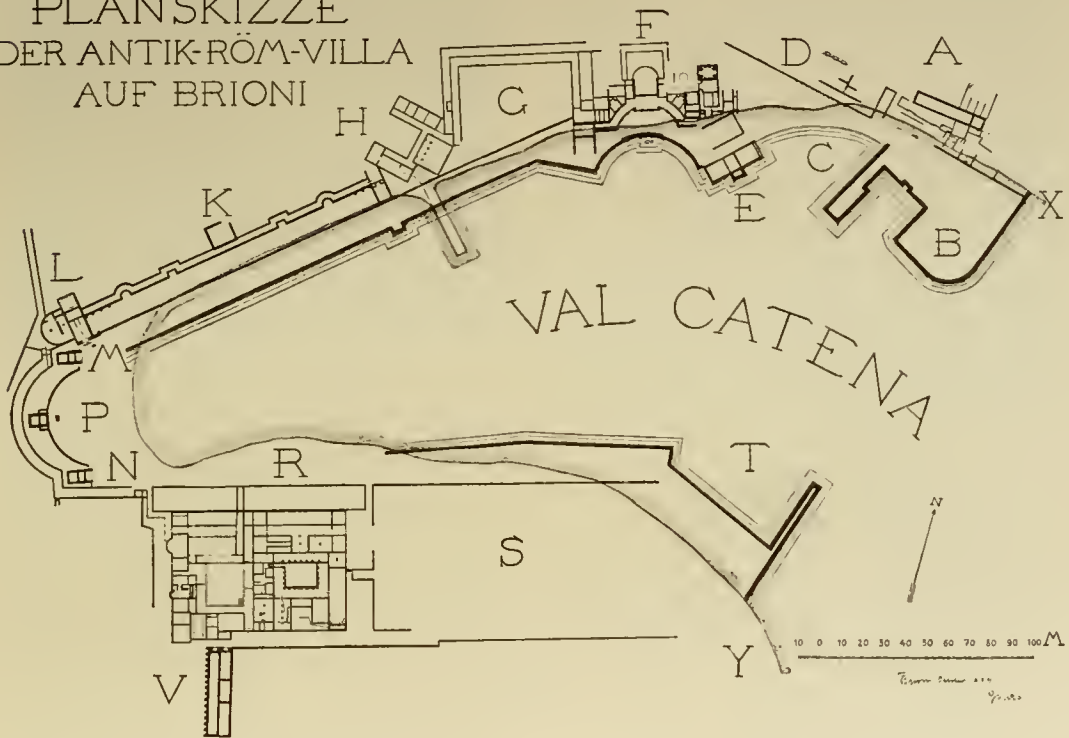 PLANSKIZZE
DER ANTIK-RÖM-VILLA
AUF BRIONI
F
D
A
G
H
C
X
K
E
B
L
VAL CATENA
M
P
N
R
T
N
S
Y
10 0 10 20 30 40 50 60 70 80 90 100 M
V